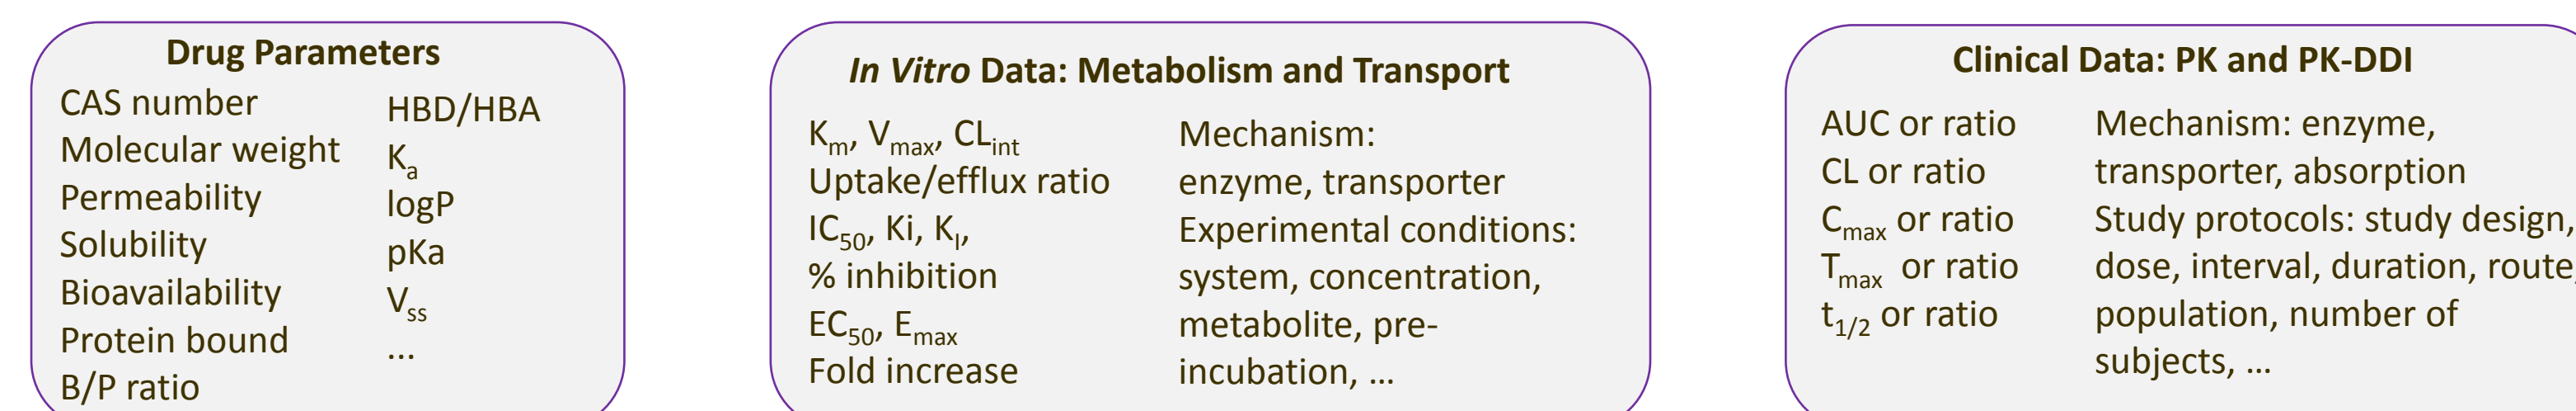 Drug Parameters
CAS number
Molecular weight
Permeability
Solubility
Bioavailability
Protein bound
B/P ratio
HBD/HBA
Kₐ
logP
pKa
Vss
...
In Vitro Data: Metabolism and Transport
Km, Vmax, CLint
Uptake/efflux ratio
IC50, Ki, KI,
% inhibition
EC50, Emax
Fold increase
Mechanism:
enzyme, transporter
Experimental conditions:
system, concentration,
metabolite, pre-
incubation, ...
Clinical Data: PK and PK-DDI
AUC or ratio
CL or ratio
Cmax or ratio
Tmax or ratio
t1/2 or ratio
Mechanism: enzyme,
transporter, absorption
Study protocols: study design,
dose, interval, duration, route,
population, number of
subjects, ...